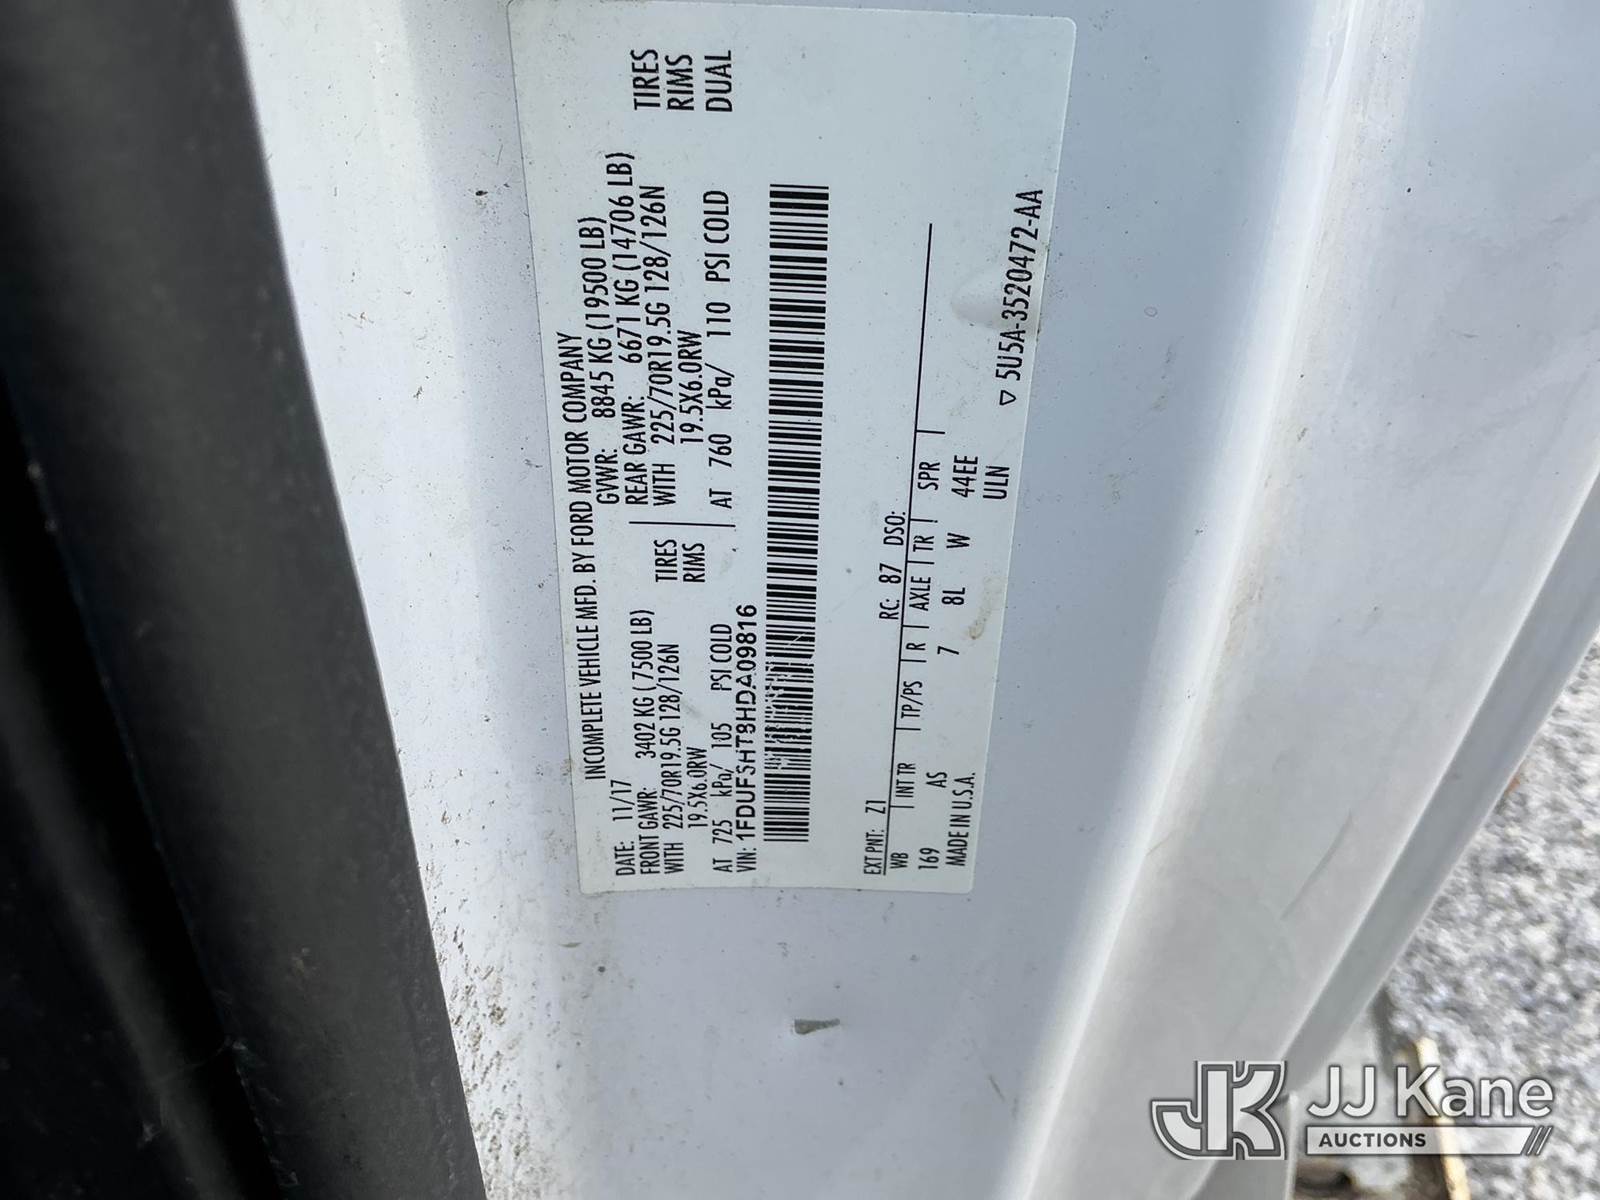 INCOMPLETE VEHICLE MFD. BY FORD MOTOR COMPANY
DATE: 11/17 GVWR: 8845 KG (19500 LB)
FRONT GAWR: 3402 KG (7500 LB) REAR GAWR: 6671 KG (14706 LB)
WITH 225/70R19.5G 128/126N TIRES WITH 225/70R19.5G 128/126N TIRES
19.5X6.0RW RIMS 19.5X6.0RW RIMS
AT 725 kPa/ 105 PSI COLD AT 760 kPa/ 110 PSI COLD DUAL
VIN: 1FDUF5HT8HDA09816
EXT PNT: Z1 RC: 87 DSO:
WB INT TR TP/PS R AXLE TR SPR
169 AS 7 8L W 44EE
MADE IN U.S.A. ULN
▽ 5U5A-3520472-AA
JK JJ Kane
AUCTIONS